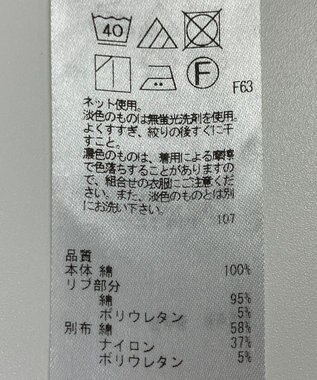 40
F
F63
ネット使用。
淡色のものは無蛍光洗剤を使用。
よくすすぎ、絞りの後すぐに干
すこと。
濃色のものは、着用による摩擦
で色落ちすることがありますの
で、組合せの衣服にご注意くださ
い。また、淡色のものとは別
にお洗い下さい。
107
品質
本体 綿 100%
リブ部分
綿 95%
ポリウレタン 5%
別布 綿 58%
ナイロン 37%
ポリウレタン 5%